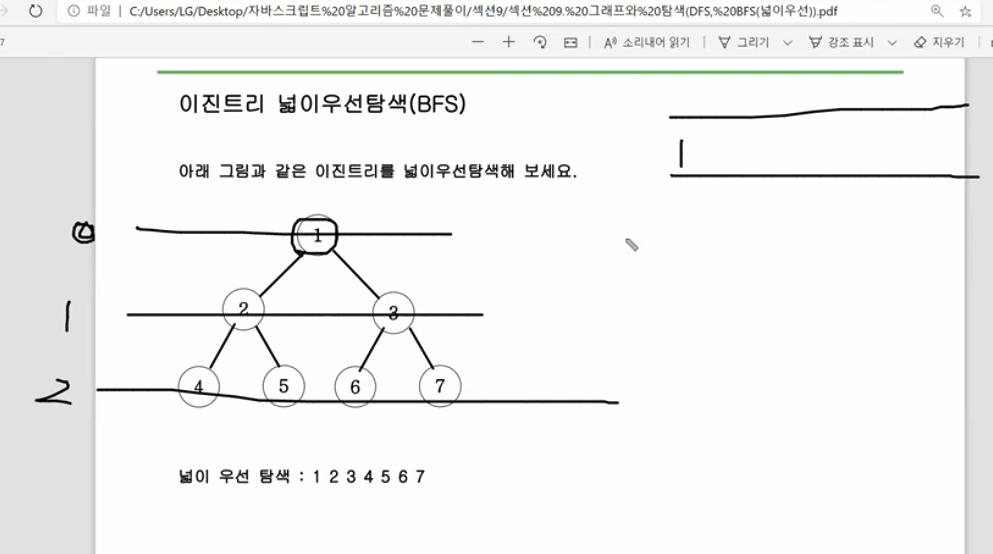 파일 C:/Users/LG/Desktop/자바스크립트%20알고리즘%20문제풀이/섹션9/섹션%209.%20그래프와%20탐색(DFS,%20BFS(넓이우선)).pdf
7
소리내어 읽기 그리기 강조 표시 지우기
이진트리 넓이우선탐색(BFS)
1
아래 그림과 같은 이진트리를 넓이우선탐색해 보세요.
0 1
1 2 3
2 4 5 6 7
넓이 우선 탐색 : 1 2 3 4 5 6 7